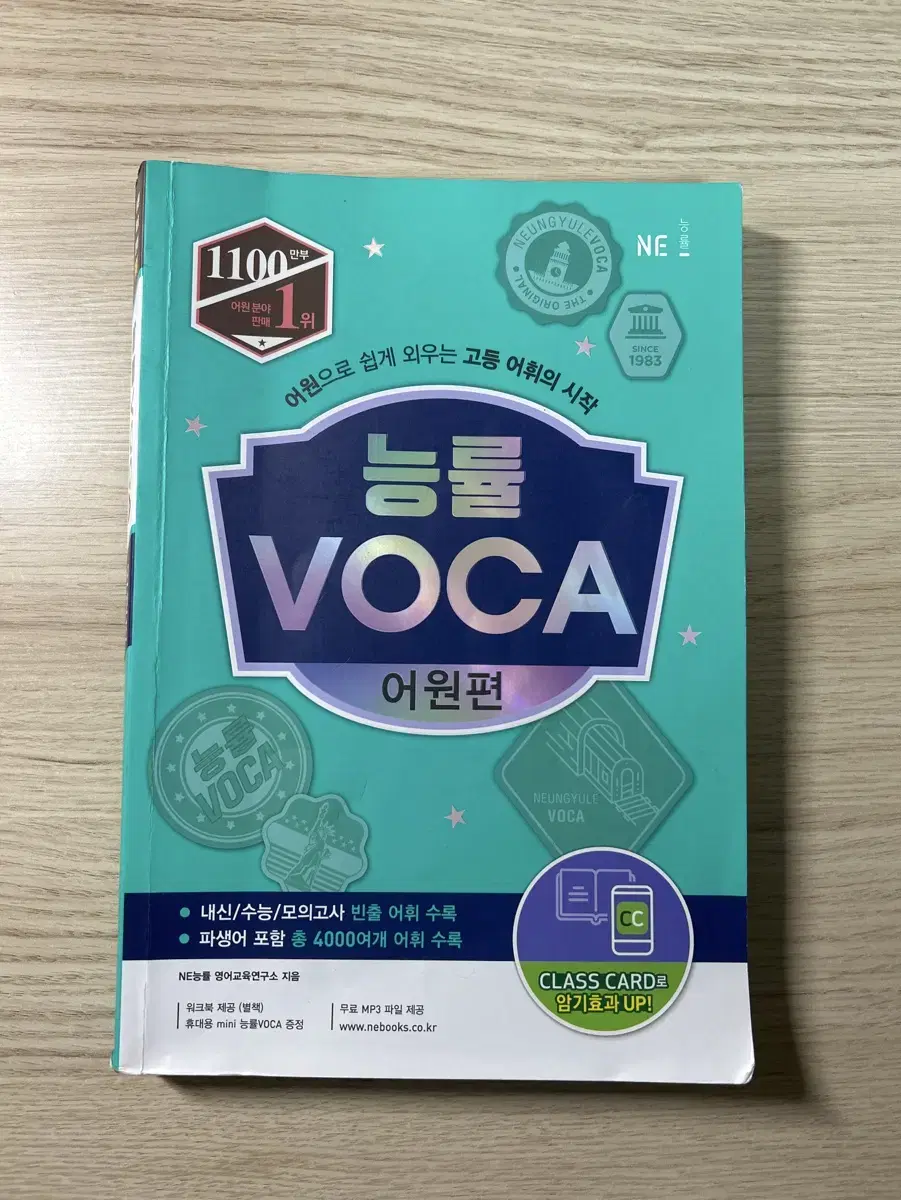 1100만부
어원 분야
판매 1위
NEUNGYULEVOCA
• THE ORIGINAL •
NE 능률
SINCE
1983
어원으로 쉽게 외우는 고등 어휘의 시작
능률
VOCA
어원편
능률
VOCA
NEUNGYULE
VOCA
• 내신/수능/모의고사 빈출 어휘 수록
• 파생어 포함 총 4000여개 어휘 수록
CC
CLASS CARD로
암기효과 UP!
NE능률 영어교육연구소 지음
워크북 제공 (별책)
휴대용 mini 능률VOCA 증정
무료 MP3 파일 제공
www.nebooks.co.kr